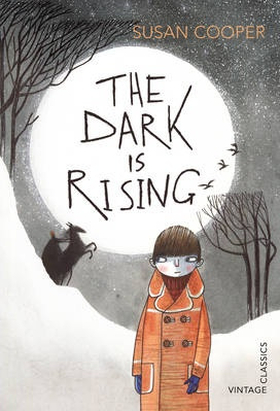 SUSAN COOPER
THE
DARK
IS
RISING
VINTAGE
CLASSICS